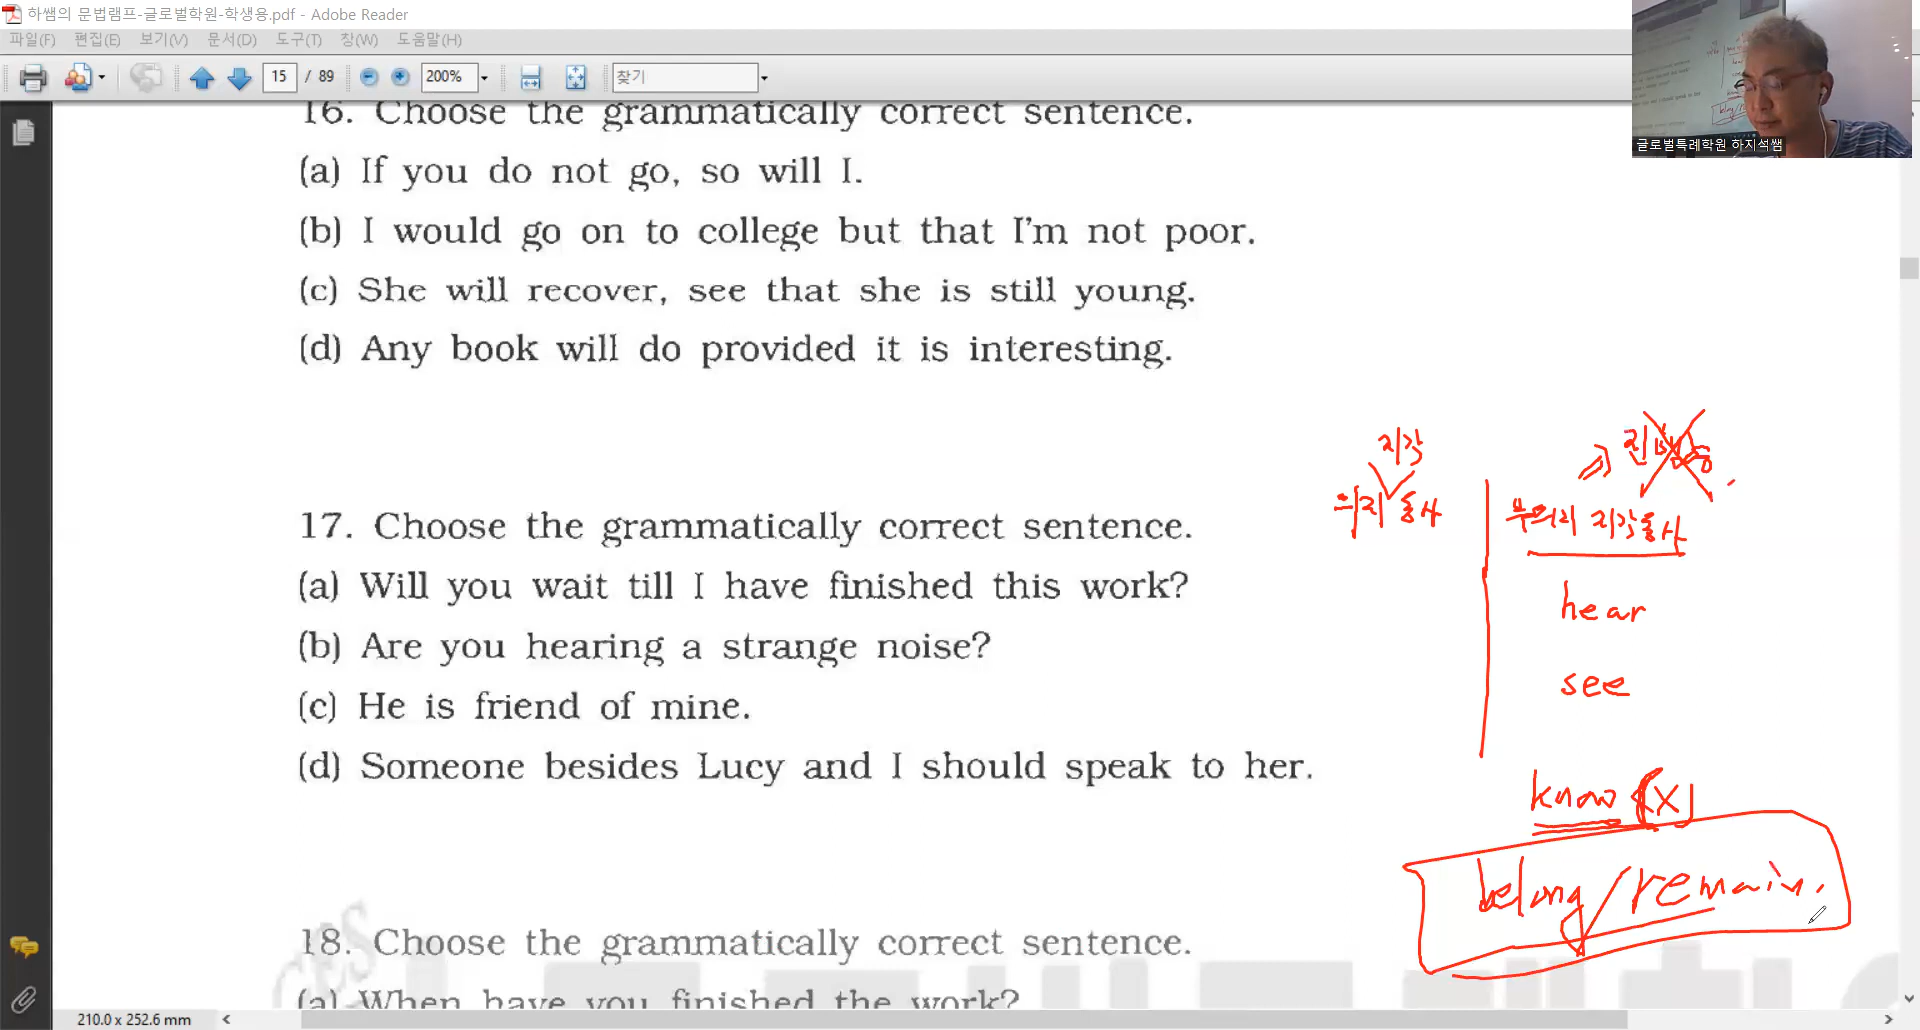 하쌤의 문법램프-글로벌학원-학생용.pdf - Adobe Reader
파일(F) 편집(E) 보기(V) 문서(D) 도구(T) 창(W) 도움말(H)
15 / 89 200% 찾기
글로벌특례학원 하지석쌤
16. Choose the grammatically correct sentence.
(a) If you do not go, so will I.
(b) I would go on to college but that I'm not poor.
(c) She will recover, see that she is still young.
(d) Any book will do provided it is interesting.
지각
의지 동사
⇒ 진행형
무의지 지각동사
hear
see
know (X)
belong/remain.
17. Choose the grammatically correct sentence.
(a) Will you wait till I have finished this work?
(b) Are you hearing a strange noise?
(c) He is friend of mine.
(d) Someone besides Lucy and I should speak to her.
18. Choose the grammatically correct sentence.
(a) When have you finished the work?
210.0 x 252.6 mm